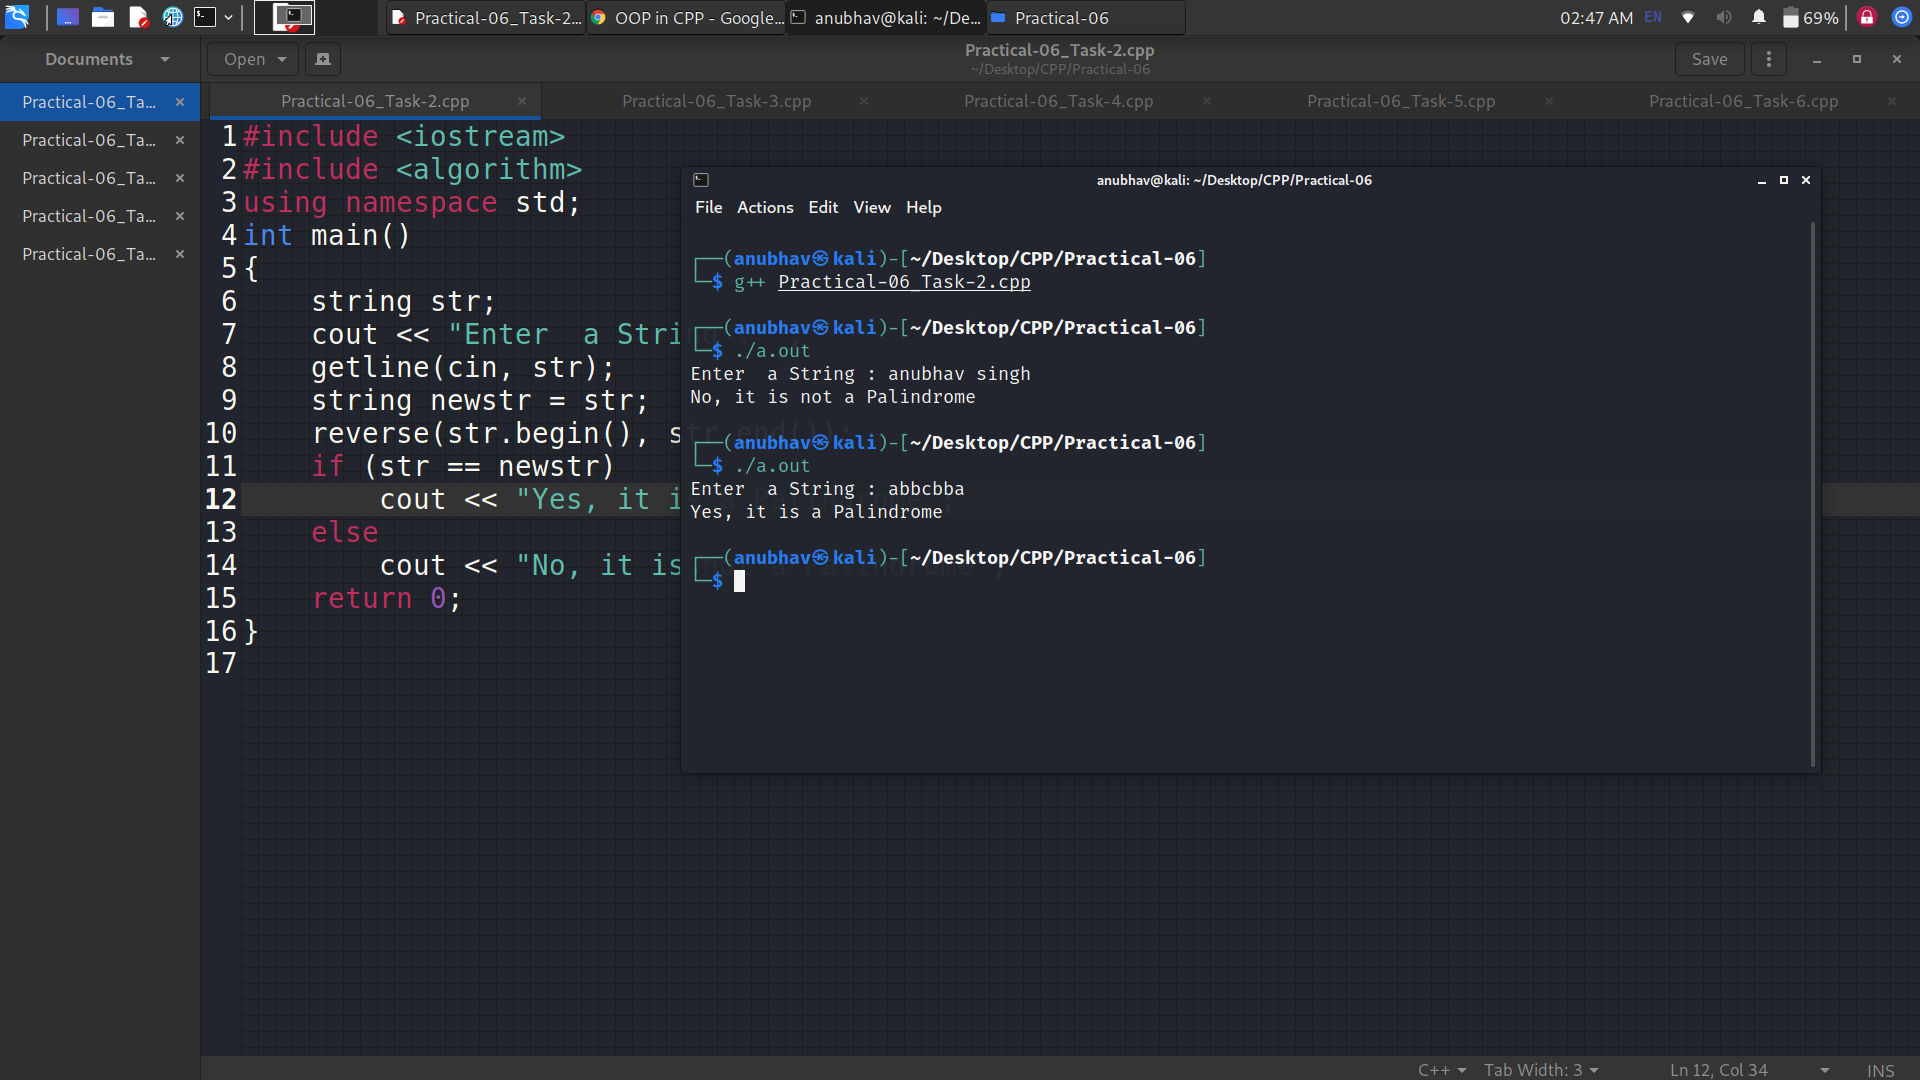 Practical-06_Task-2...
OOP in CPP - Google...
anubhav@kali: ~/De...
Practical-06
02:47 AM
EN
69%
Documents
Open
Practical-06_Task-2.cpp
~/Desktop/CPP/Practical-06
Save
Practical-06_Ta...
Practical-06_Ta...
Practical-06_Ta...
Practical-06_Ta...
Practical-06_Ta...
Practical-06_Task-2.cpp
Practical-06_Task-3.cpp
Practical-06_Task-4.cpp
Practical-06_Task-5.cpp
Practical-06_Task-6.cpp
1 #include <iostream>
2 #include <algorithm>
3 using namespace std;
4 int main()
5 {
6 string str;
7 cout << "Enter  a Stri
8 getline(cin, str);
9 string newstr = str;
10 reverse(str.begin(), str.end());
11 if (str == newstr)
12 cout << "Yes, it i
13 else
14 cout << "No, it is
15 return 0;
16 }
17
anubhav@kali: ~/Desktop/CPP/Practical-06
File Actions Edit View Help
┌──(anubhav㉿kali)-[~/Desktop/CPP/Practical-06]
└─$ g++ Practical-06_Task-2.cpp
┌──(anubhav㉿kali)-[~/Desktop/CPP/Practical-06]
└─$ ./a.out
Enter  a String : anubhav singh
No, it is not a Palindrome
┌──(anubhav㉿kali)-[~/Desktop/CPP/Practical-06]
└─$ ./a.out
Enter  a String : abbcbba
Yes, it is a Palindrome
┌──(anubhav㉿kali)-[~/Desktop/CPP/Practical-06]
└─$
C++
Tab Width: 3
Ln 12, Col 34
INS